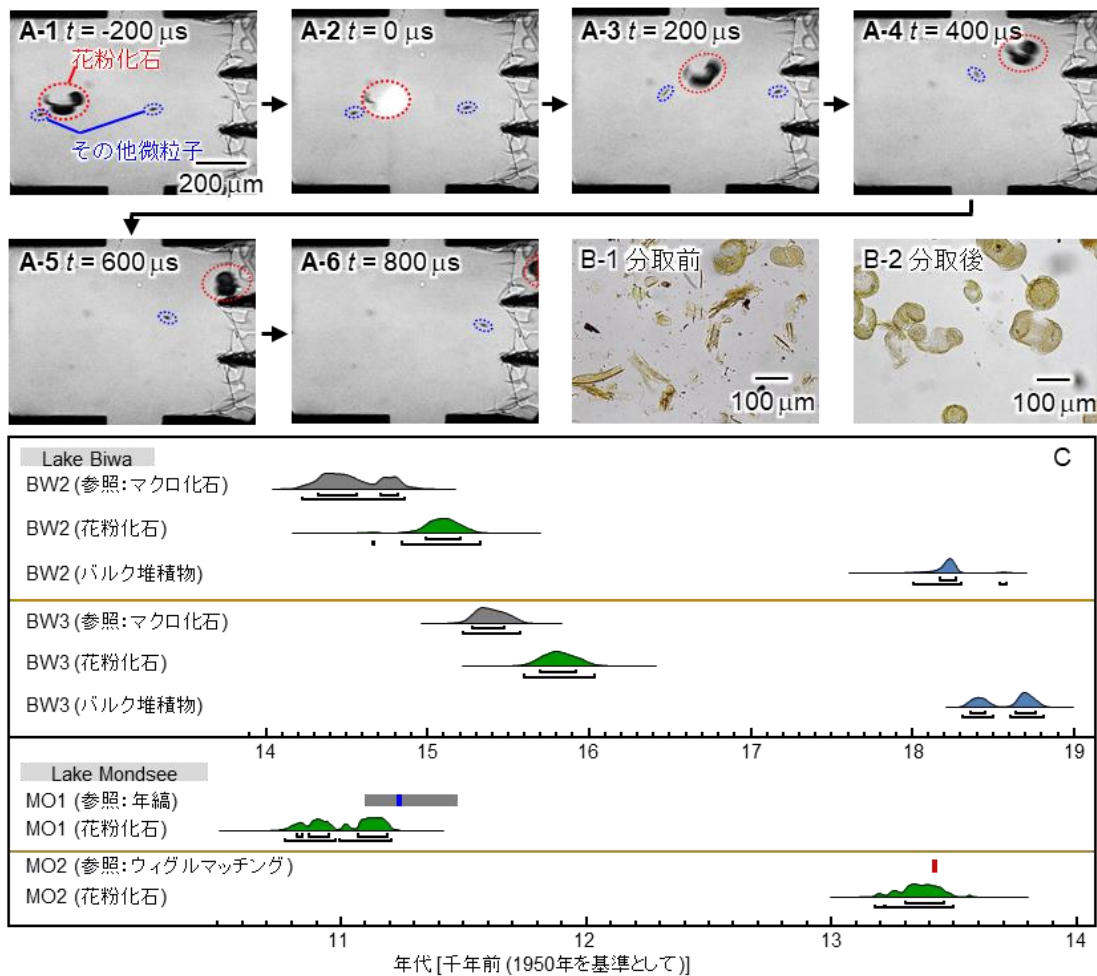 A-1 t = -200 μs
花粉化石
その他微粒子
200 μm
A-2 t = 0 μs
A-3 t = 200 μs
A-4 t = 400 μs
A-5 t = 600 μs
A-6 t = 800 μs
B-1 分取前
100 μm
B-2 分取後
100 μm
C
Lake Biwa
BW2 (参照:マクロ化石)
BW2 (花粉化石)
BW2 (バルク堆積物)
BW3 (参照:マクロ化石)
BW3 (花粉化石)
BW3 (バルク堆積物)
14 15 16 17 18 19
Lake Mondsee
MO1 (参照:年縞)
MO1 (花粉化石)
MO2 (参照:ウィグルマッチング)
MO2 (花粉化石)
11 12 13 14
年代 [千年前 (1950年を基準として)]